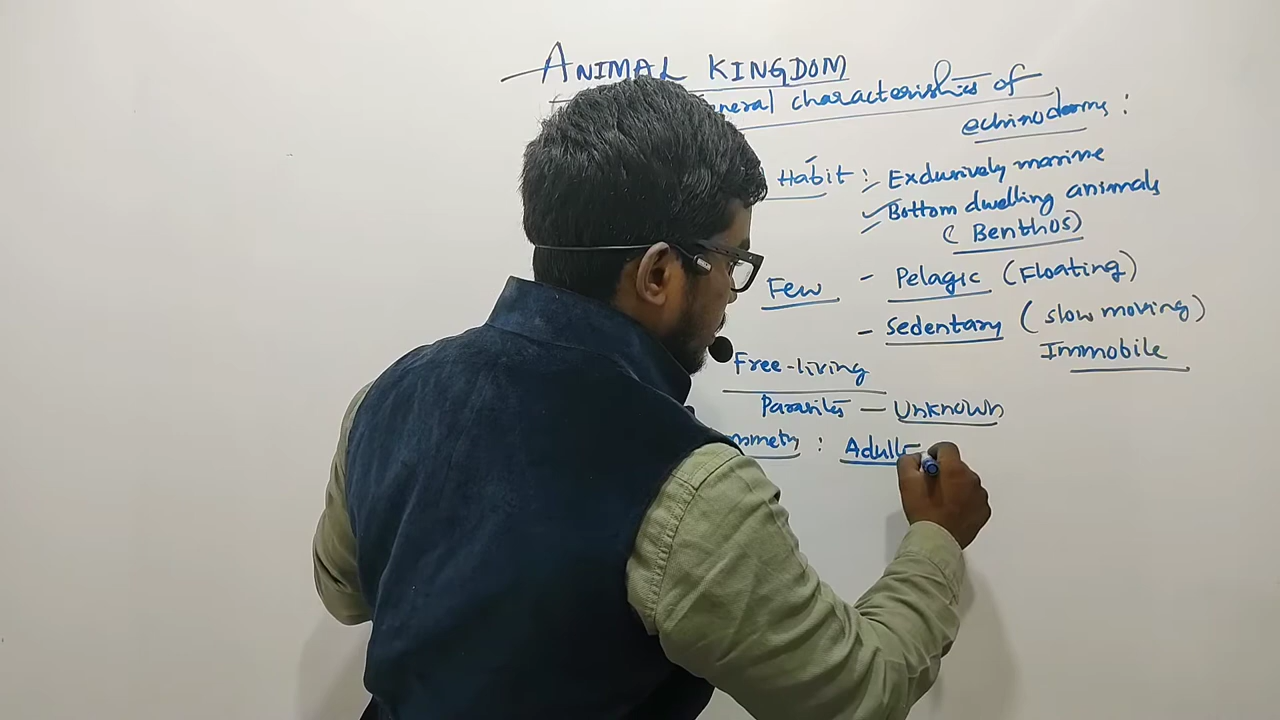 ANIMAL KINGDOM
characteristics of
echinoderms :
Habit : Exclusively marine
Bottom dwelling animals
(Benthos)
Few - Pelagic (Floating)
- Sedentary (slow moving)
Immobile
Free-living
Parasites - Unknown
: Adult